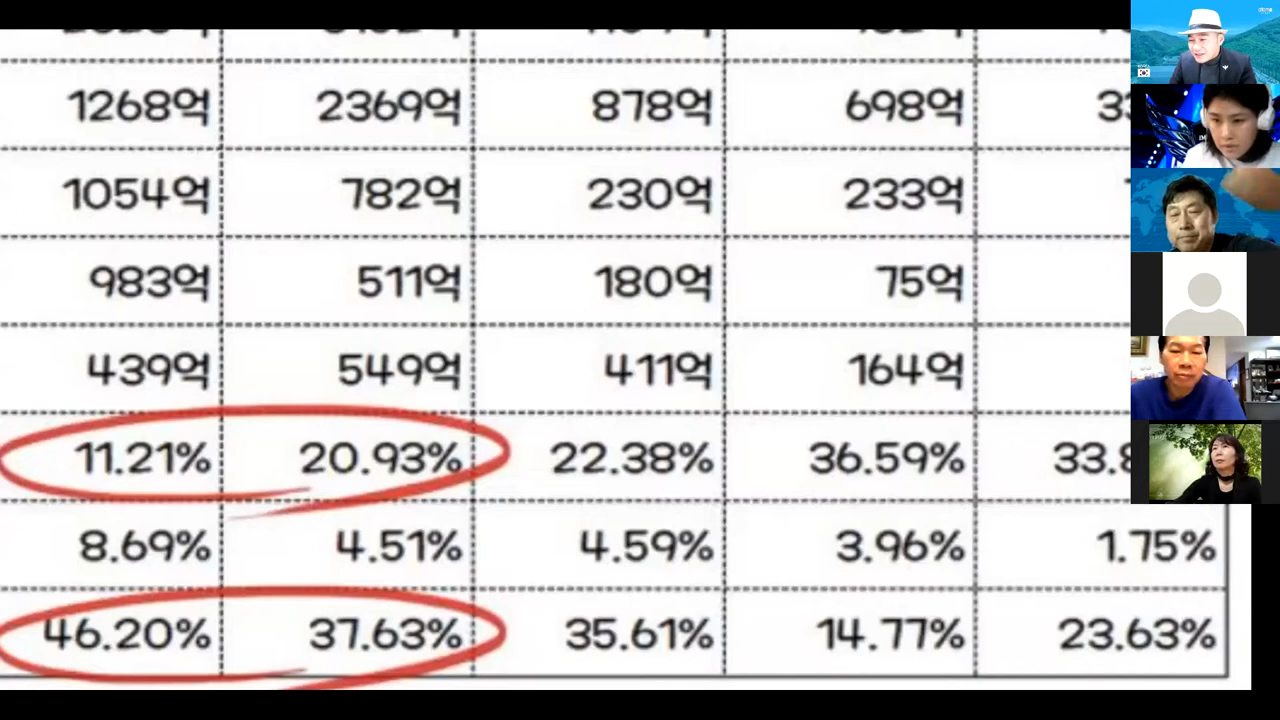 1268억 2369억 878억 698억
1054억 782억 230억 233억
983억 511억 180억 75억
439억 549억 411억 164억
11.21% 20.93% 22.38% 36.59%
8.69% 4.51% 4.59% 3.96% 1.75%
46.20% 37.63% 35.61% 14.77% 23.63%